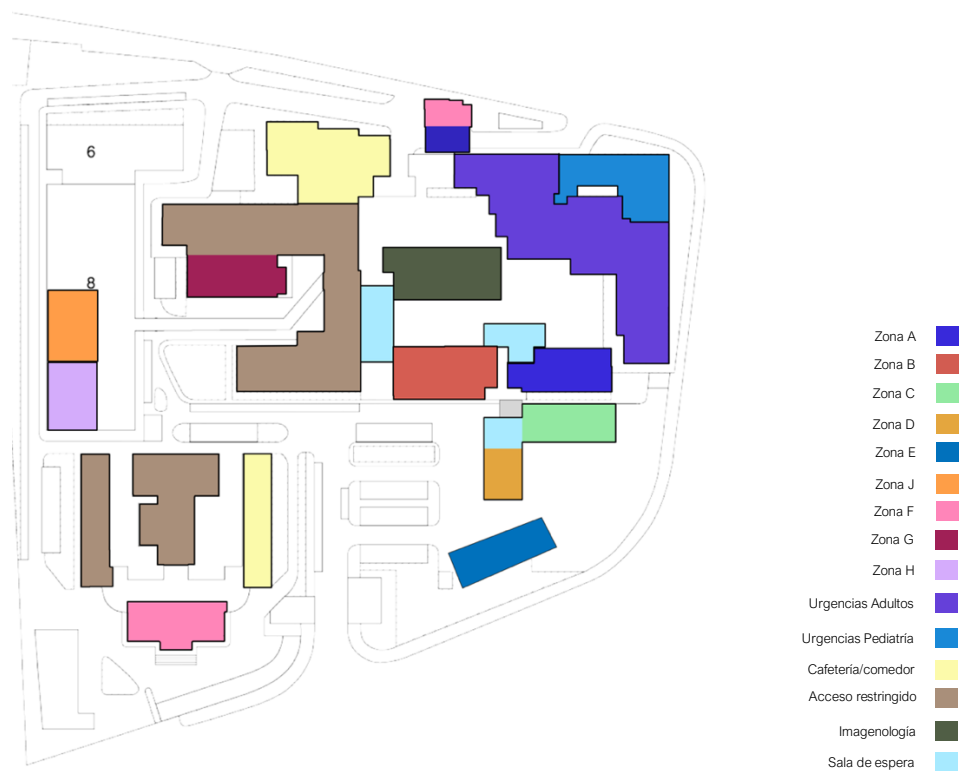 6
8
Zona A
Zona B
Zona C
Zona D
Zona E
Zona J
Zona F
Zona G
Zona H
Urgencias Adultos
Urgencias Pediatría
Cafetería/comedor
Acceso restringido
Imagenología
Sala de espera